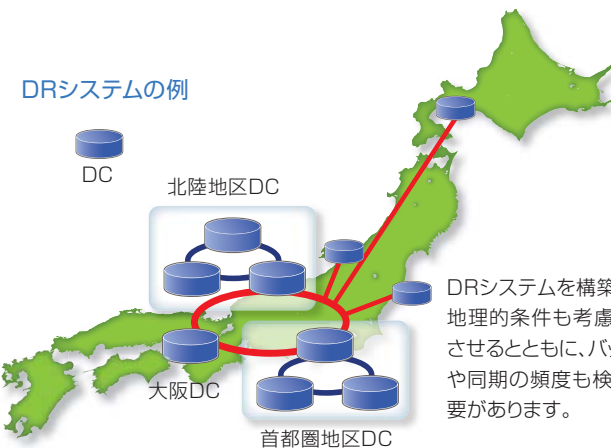 DRシステムの例
DC
北陸地区DC
DRシステムを構築
地理的条件も考慮
させるとともに、バッ
や同期の頻度も検
要があります。
大阪DC
首都圏地区DC